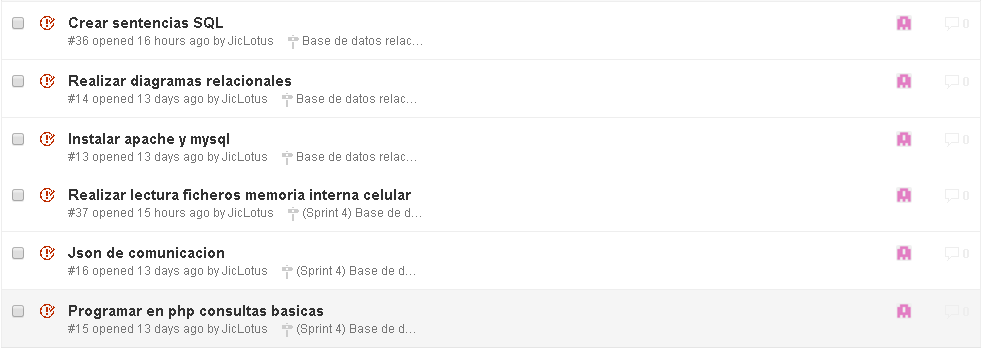 Crear sentencias SQL
#36 opened 16 hours ago by JicLotus Base de datos relac... 0
Realizar diagramas relacionales
#14 opened 13 days ago by JicLotus Base de datos relac... 0
Instalar apache y mysql
#13 opened 13 days ago by JicLotus Base de datos relac... 0
Realizar lectura ficheros memoria interna celular
#37 opened 15 hours ago by JicLotus (Sprint 4) Base de d... 0
Json de comunicacion
#16 opened 13 days ago by JicLotus (Sprint 4) Base de d... 0
Programar en php consultas basicas
#15 opened 13 days ago by JicLotus (Sprint 4) Base de d... 0